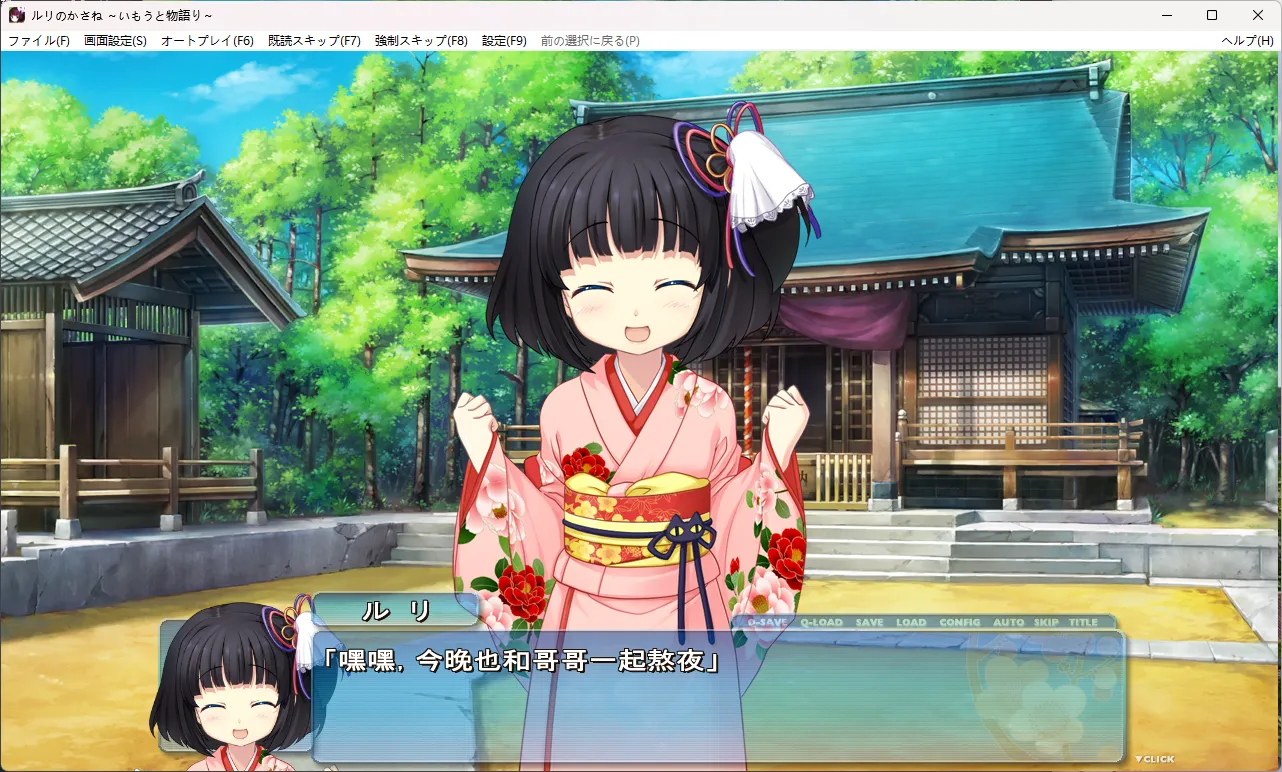 ルリのかさね ~いもうと物語り~
ファイル(F) 画面設定(S) オートプレイ(F6) 既読スキップ(F7) 強制スキップ(F8) 設定(F9) 前の選択に戻る(P) ヘルプ(H)
ルリ
Q-SAVE Q-LOAD SAVE LOAD CONFIG AUTO SKIP TITLE
「嘿嘿，今晚也和哥哥一起熬夜」
▼CLICK